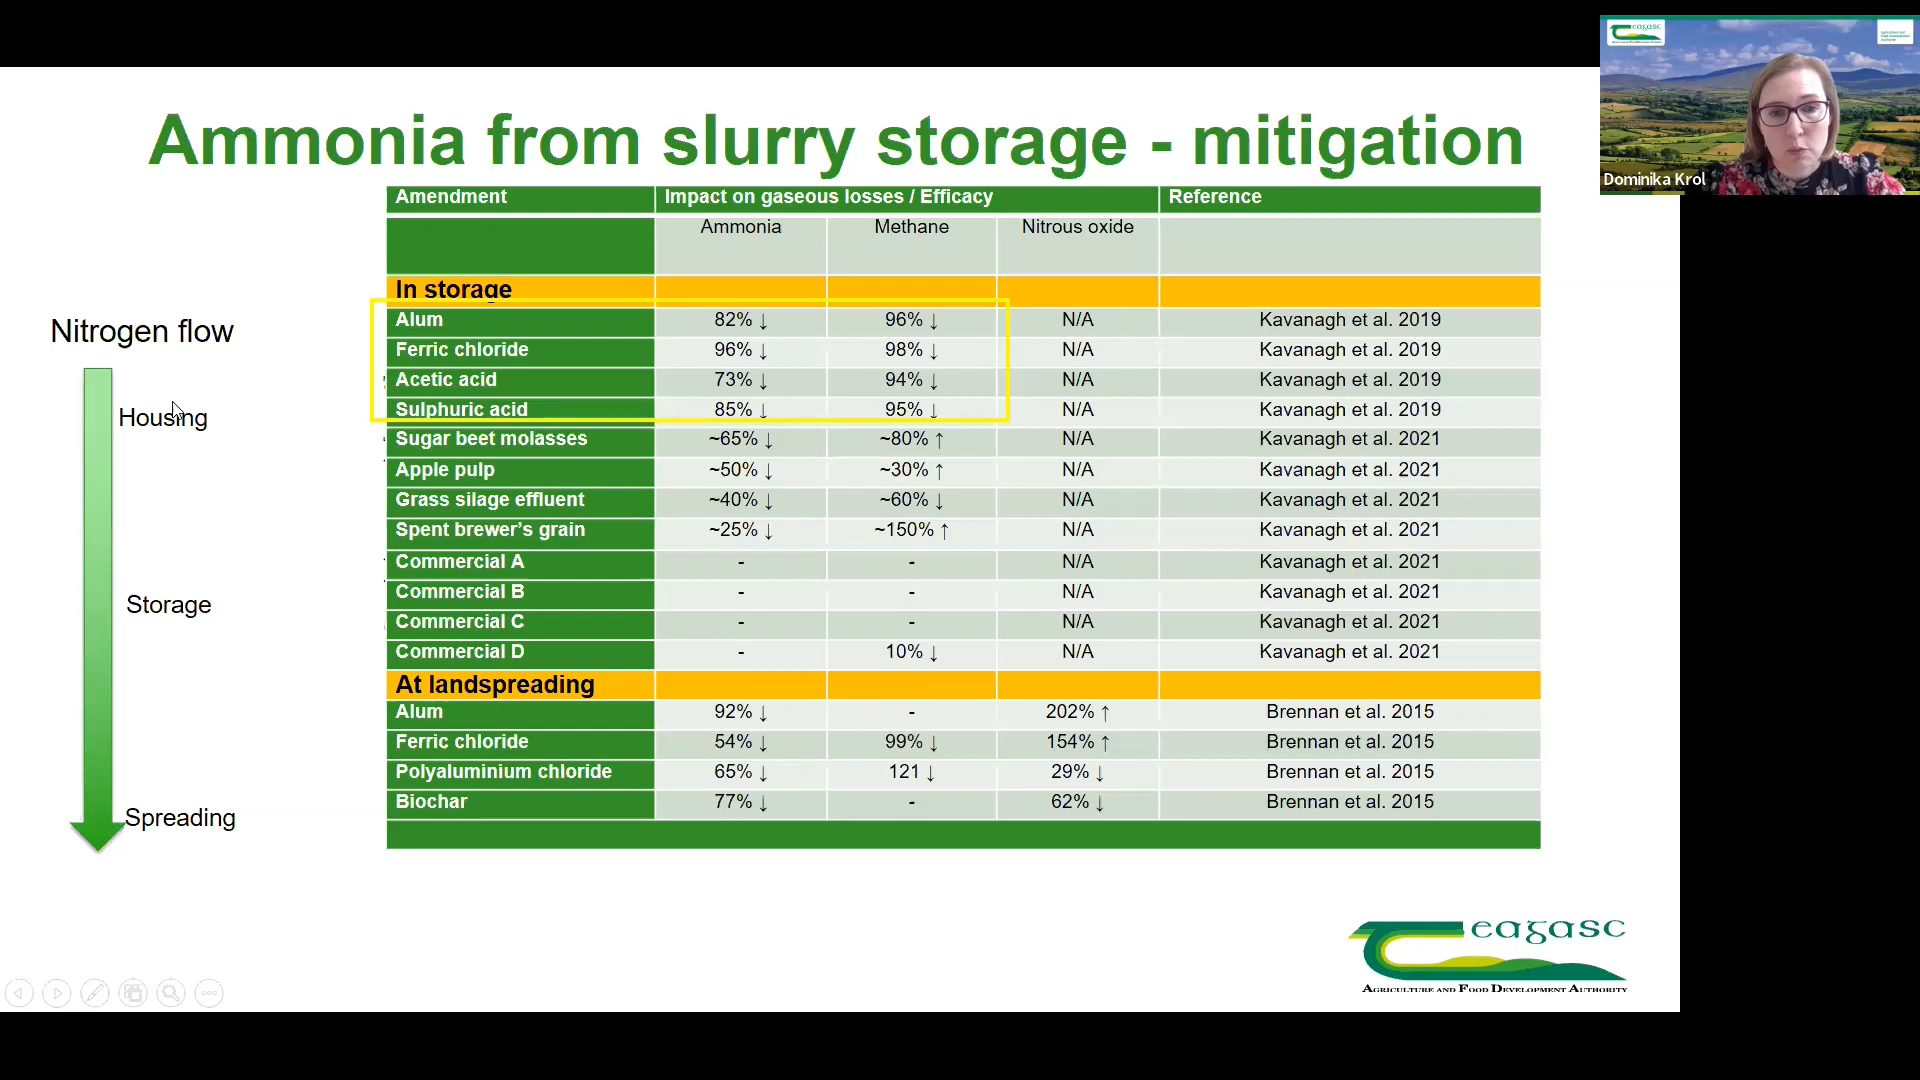 Ammonia from slurry storage - mitigation
Dominika Krol
Amendment Impact on gaseous losses / Efficacy Reference
Ammonia Methane Nitrous oxide
In storage
Alum 82% ↓ 96% ↓ N/A Kavanagh et al. 2019
Ferric chloride 96% ↓ 98% ↓ N/A Kavanagh et al. 2019
Acetic acid 73% ↓ 94% ↓ N/A Kavanagh et al. 2019
Sulphuric acid 85% ↓ 95% ↓ N/A Kavanagh et al. 2019
Sugar beet molasses ~65% ↓ ~80% ↑ N/A Kavanagh et al. 2021
Apple pulp ~50% ↓ ~30% ↑ N/A Kavanagh et al. 2021
Grass silage effluent ~40% ↓ ~60% ↓ N/A Kavanagh et al. 2021
Spent brewer’s grain ~25% ↓ ~150% ↑ N/A Kavanagh et al. 2021
Commercial A - - N/A Kavanagh et al. 2021
Commercial B - - N/A Kavanagh et al. 2021
Commercial C - - N/A Kavanagh et al. 2021
Commercial D - 10% ↓ N/A Kavanagh et al. 2021
At landspreading
Alum 92% ↓ - 202% ↑ Brennan et al. 2015
Ferric chloride 54% ↓ 99% ↓ 154% ↑ Brennan et al. 2015
Polyaluminium chloride 65% ↓ 121 ↓ 29% ↓ Brennan et al. 2015
Biochar 77% ↓ - 62% ↓ Brennan et al. 2015
Nitrogen flow
Housing
Storage
Spreading
eagasc
AGRICULTURE AND FOOD DEVELOPMENT AUTHORITY